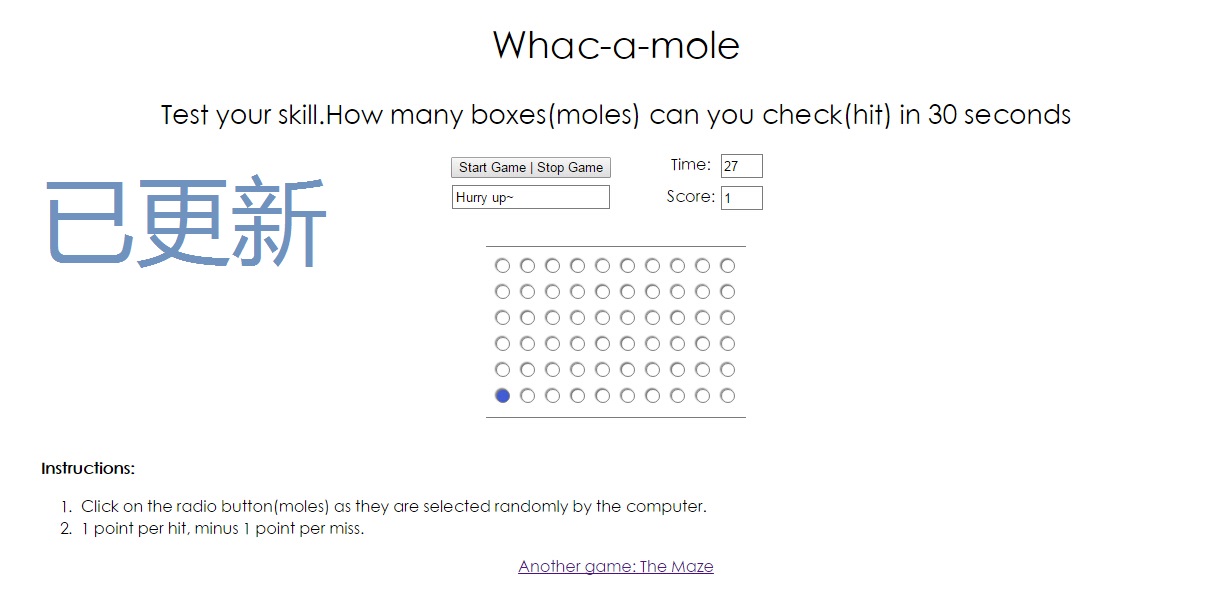 Whac-a-mole
Test your skill.How many boxes(moles) can you check(hit) in 30 seconds
Start Game | Stop Game
Time: 27
Hurry up~
Score: 1
已更新
Instructions:
1. Click on the radio button(moles) as they are selected randomly by the computer.
2. 1 point per hit, minus 1 point per miss.
Another game: The Maze